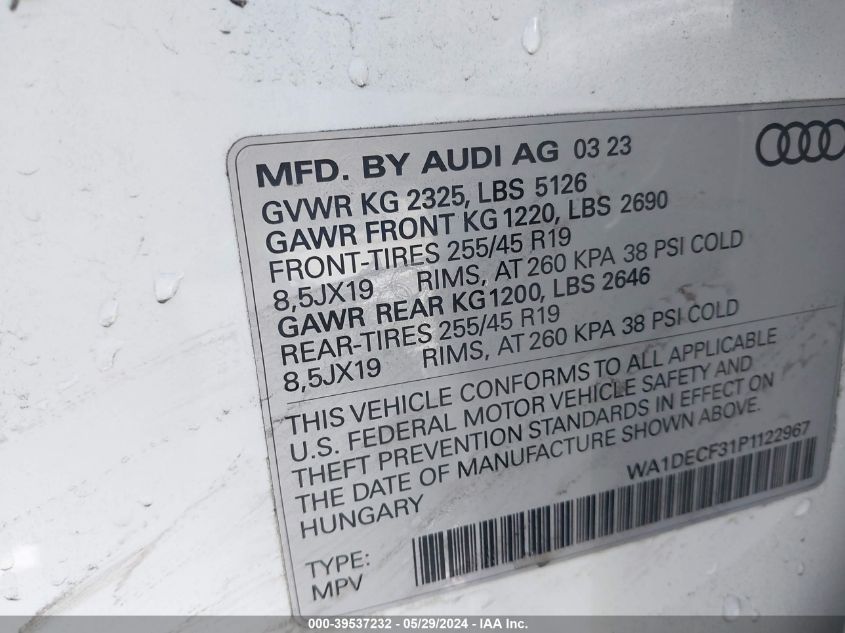 MFD. BY AUDI AG 03 23
GVWR KG 2325, LBS 5126
GAWR FRONT KG 1220, LBS 2690
FRONT-TIRES 255/45 R19
8,5JX19 RIMS, AT 260 KPA 38 PSI COLD
GAWR REAR KG 1200, LBS 2646
REAR-TIRES 255/45 R19
8,5JX19 RIMS, AT 260 KPA 38 PSI COLD
THIS VEHICLE CONFORMS TO ALL APPLICABLE
U.S. FEDERAL MOTOR VEHICLE SAFETY AND
THEFT PREVENTION STANDARDS IN EFFECT ON
THE DATE OF MANUFACTURE SHOWN ABOVE.
HUNGARY
WA1DECF31P1122967
TYPE:
MPV
000-39537232 - 05/29/2024 - IAA Inc.